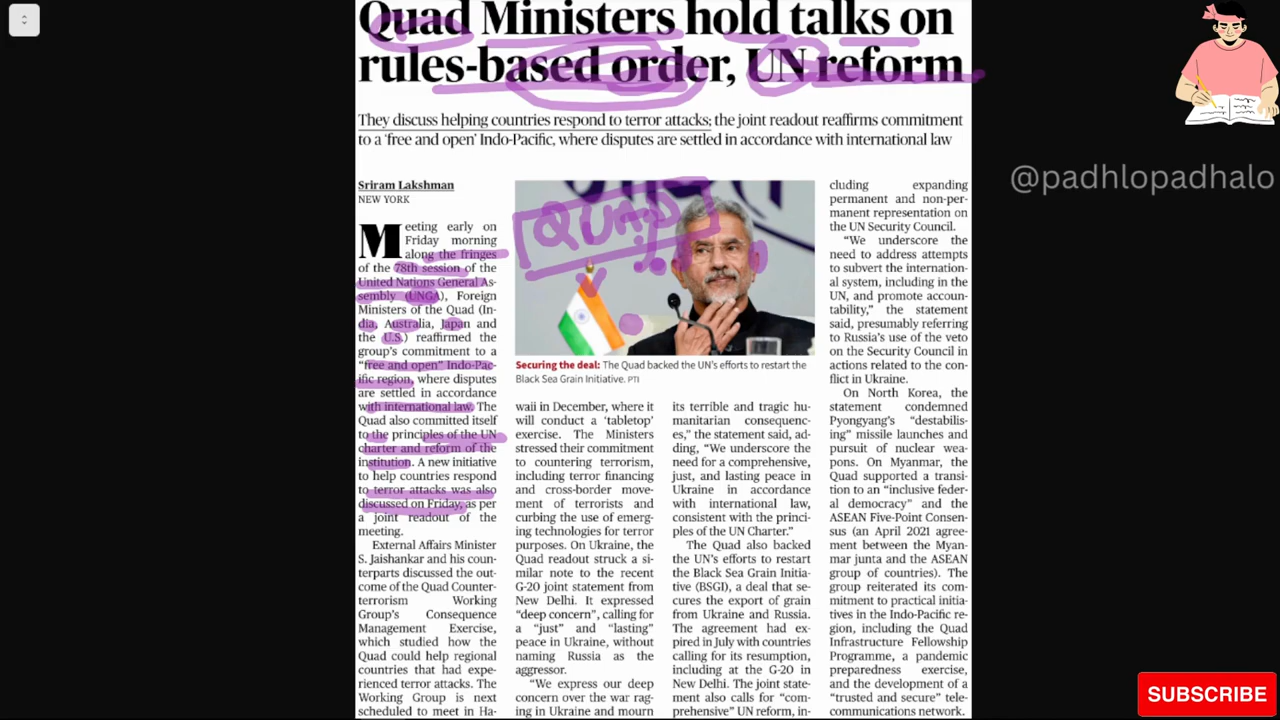 Quad Ministers hold talks on
rules-based order, UN reform
They discuss helping countries respond to terror attacks; the joint readout reaffirms commitment
to a ‘free and open’ Indo-Pacific, where disputes are settled in accordance with international law
@padhlopadhalo
Sriram Lakshman
NEW YORK
Meeting early on
Friday morning
along the fringes
of the 78th session of the
United Nations General As-
sembly (UNGA), Foreign
Ministers of the Quad (In-
dia, Australia, Japan and
the U.S.) reaffirmed the
group’s commitment to a
“free and open” Indo-Pac-
ific region, where disputes
are settled in accordance
with international law. The
Quad also committed itself
to the principles of the UN
charter and reform of the
institution. A new initiative
to help countries respond
to terror attacks was also
discussed on Friday, as per
a joint readout of the
meeting.
External Affairs Minister
S. Jaishankar and his coun-
terparts discussed the out-
come of the Quad Counter-
terrorism Working
Group’s Consequence
Management Exercise,
which studied how the
Quad could help regional
countries that had expe-
rienced terror attacks. The
Working Group is next
scheduled to meet in Ha-
QUAD
Securing the deal: The Quad backed the UN’s efforts to restart the
Black Sea Grain Initiative. PTI
waii in December, where it
will conduct a ‘tabletop’
exercise. The Ministers
stressed their commitment
to countering terrorism,
including terror financing
and cross-border move-
ment of terrorists and
curbing the use of emerg-
ing technologies for terror
purposes. On Ukraine, the
Quad readout struck a si-
milar note to the recent
G-20 joint statement from
New Delhi. It expressed
“deep concern”, calling for
a “just” and “lasting”
peace in Ukraine, without
naming Russia as the
aggressor.
“We express our deep
concern over the war rag-
ing in Ukraine and mourn
its terrible and tragic hu-
manitarian consequenc-
es,” the statement said, ad-
ding, “We underscore the
need for a comprehensive,
just, and lasting peace in
Ukraine in accordance
with international law,
consistent with the princi-
ples of the UN Charter.”
The Quad also backed
the UN’s efforts to restart
the Black Sea Grain Initia-
tive (BSGI), a deal that se-
cures the export of grain
from Ukraine and Russia.
The agreement had ex-
pired in July with countries
calling for its resumption,
including at the G-20 in
New Delhi. The joint state-
ment also calls for “com-
prehensive” UN reform, in-
cluding expanding
permanent and non-per-
manent representation on
the UN Security Council.
“We underscore the
need to address attempts
to subvert the internation-
al system, including in the
UN, and promote accoun-
tability,” the statement
said, presumably referring
to Russia’s use of the veto
on the Security Council in
actions related to the con-
flict in Ukraine.
On North Korea, the
statement condemned
Pyongyang’s “destabilis-
ing” missile launches and
pursuit of nuclear wea-
pons. On Myanmar, the
Quad supported a transi-
tion to an “inclusive feder-
al democracy” and the
ASEAN Five-Point Consen-
sus (an April 2021 agree-
ment between the Myan-
mar junta and the ASEAN
group of countries). The
group reiterated its com-
mitment to practical initia-
tives in the Indo-Pacific re-
gion, including the Quad
Infrastructure Fellowship
Programme, a pandemic
preparedness exercise,
and the development of a
“trusted and secure” tele-
communications network.
SUBSCRIBE